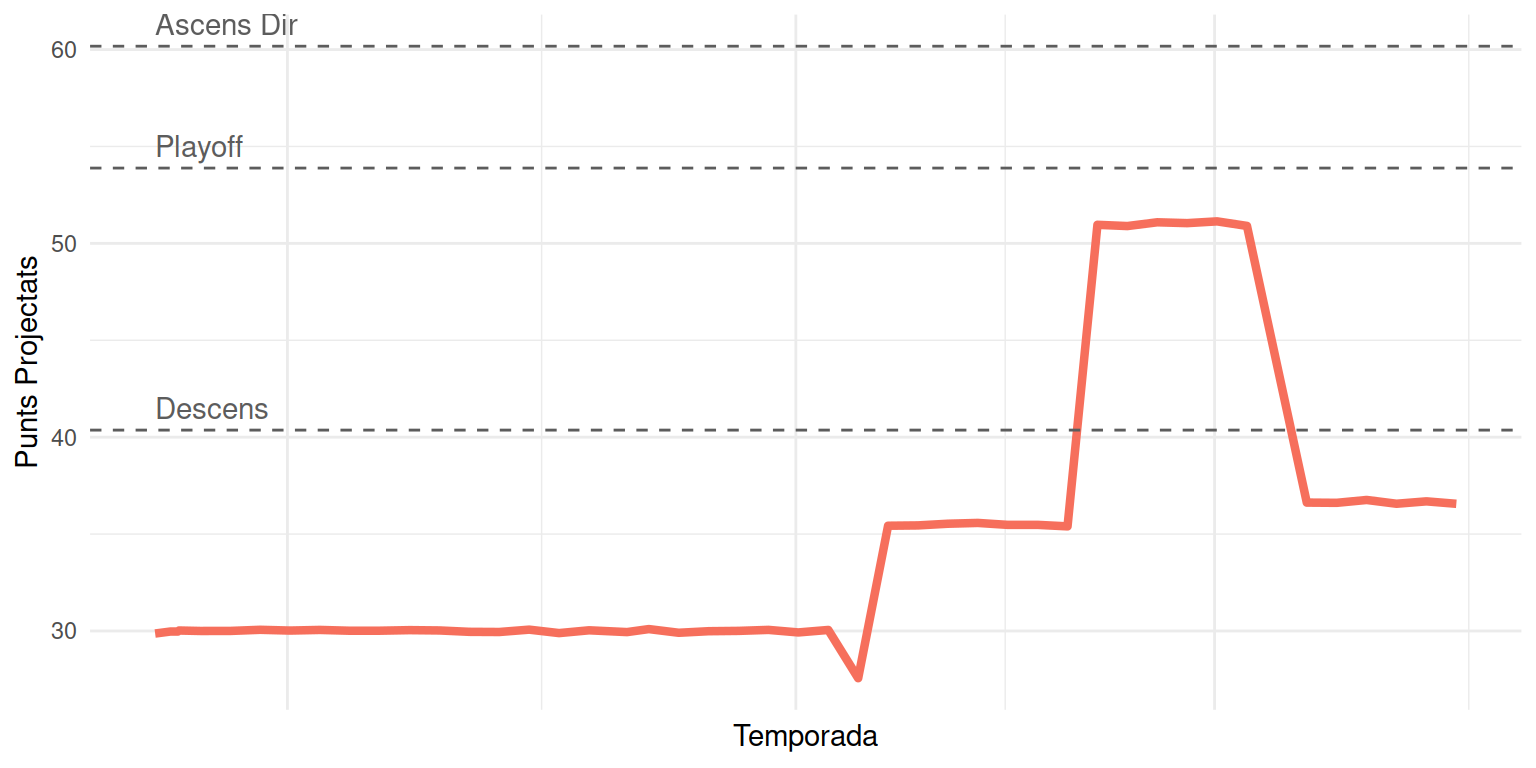 Ascens Dir
60
Playoff
50
Descens
40
30
Punts Projectats
Temporada